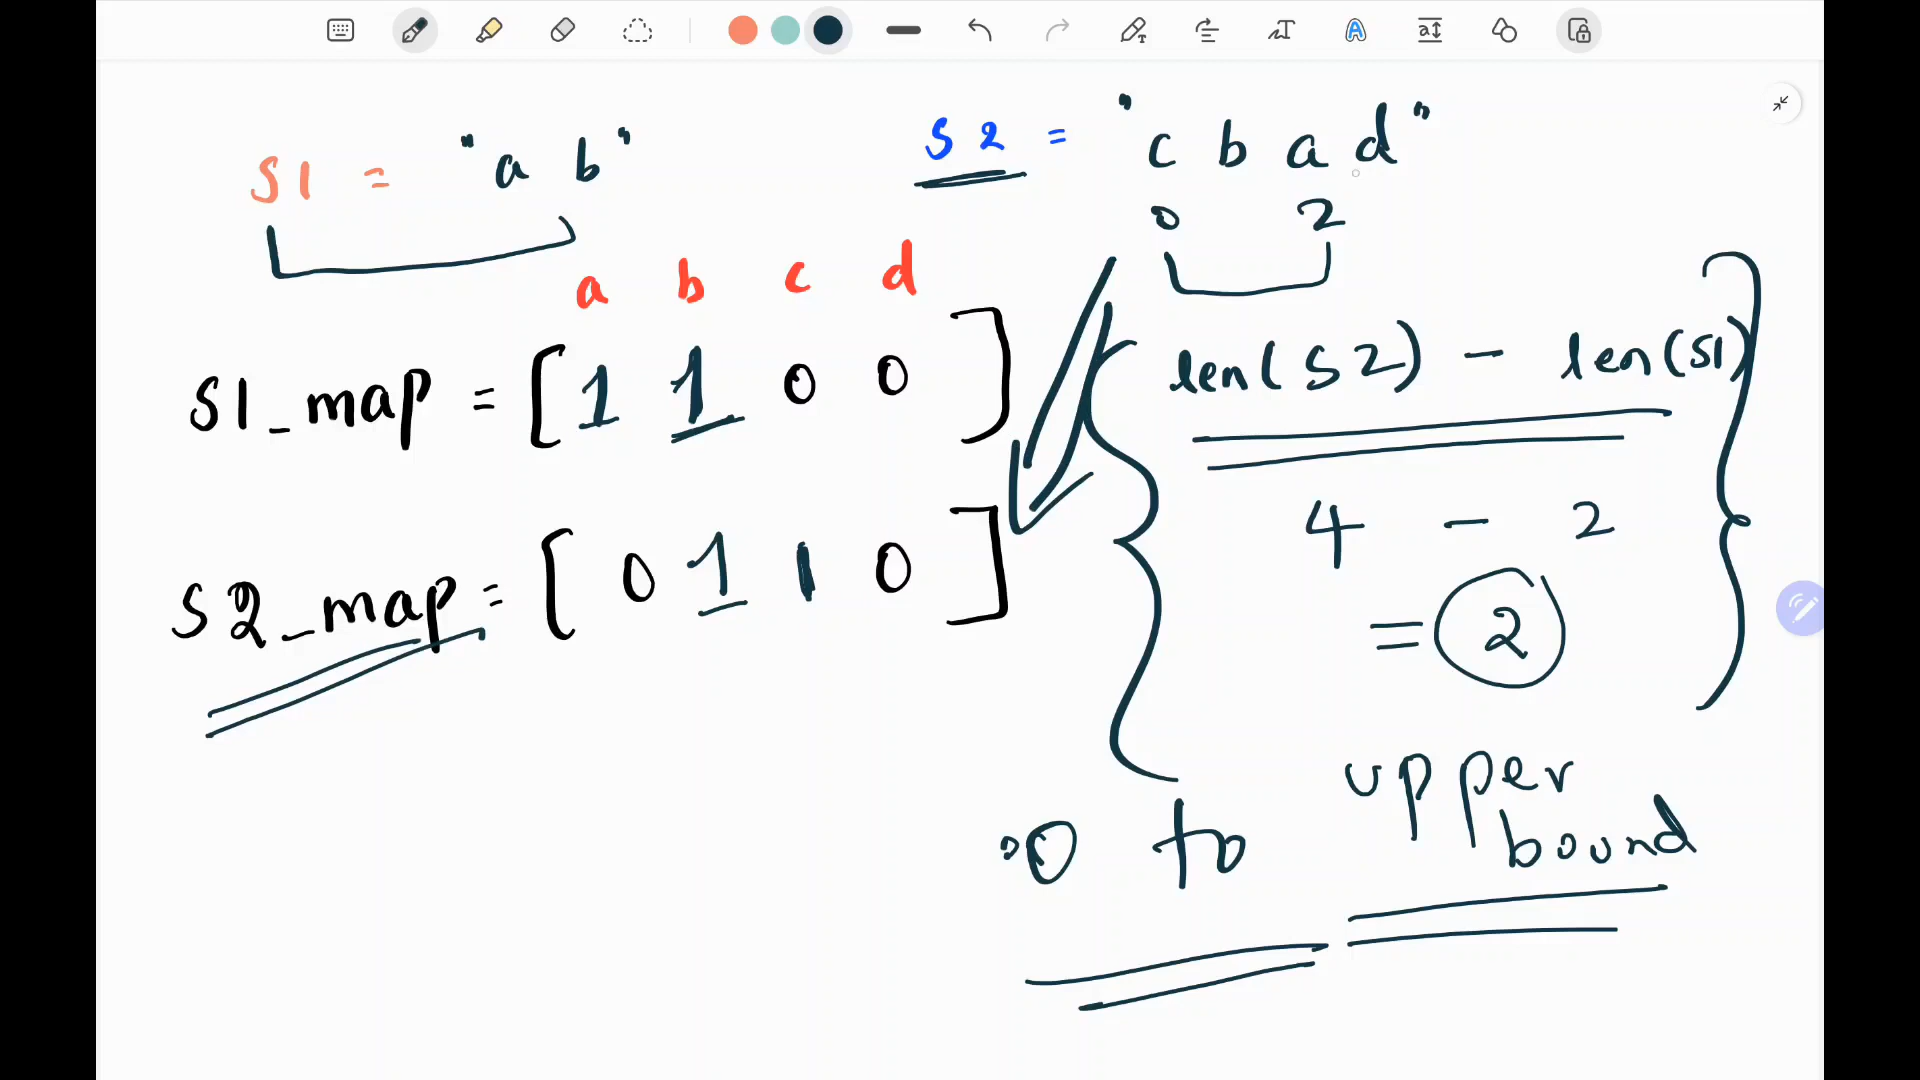 S1 = "a b"
S2 = "c b a d"
0 2
a b c d
S1_map = [1 1 0 0]
S2_map = [0 1 1 0]
len(S2) - len(S1)
4 - 2
= 2
0 to upper
bound